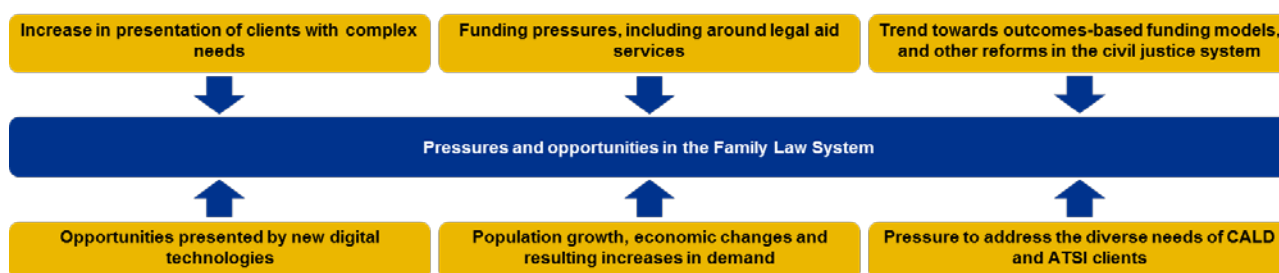 Increase in presentation of clients with complex
needs
Funding pressures, including around legal aid
services
Trend towards outcomes-based funding models,
and other reforms in the civil justice system
Pressures and opportunities in the Family Law System
Opportunities presented by new digital
technologies
Population growth, economic changes and
resulting increases in demand
Pressure to address the diverse needs of CALD
and ATSI clients